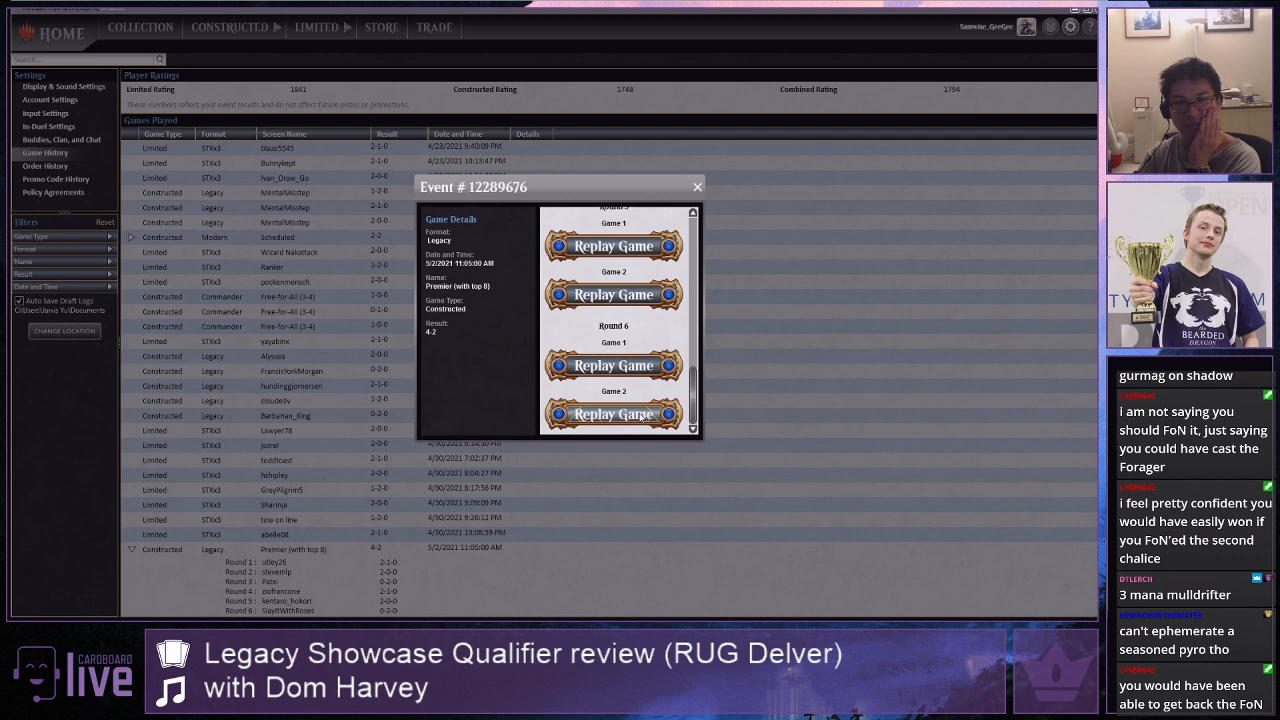 HOME
COLLECTION
CONSTRUCTED
LIMITED
STORE
TRADE
Samwise_GeeGee
Search...
Settings
Display & Sound Settings
Account Settings
Input Settings
In-Duel Settings
Buddies, Clan, and Chat
Game History
Order History
Promo Code History
Policy Agreements
Filters Reset
Game Type
Format
Name
Result
Date and Time
Auto Save Draft Logs
C:\Users\Jarvis Yu\Documents
CHANGE LOCATION
Player Ratings
Limited Rating 1841 Constructed Rating 1748 Combined Rating 1794
These numbers reflect your event results and do not affect future prizes or promotions.
Games Played
Game Type Format Screen Name Result Date and Time Details
Limited STXx3 blaze5545 2-1-0 4/23/2021 9:40:09 PM
Limited STXx3 Bunnykept 2-1-0 4/23/2021 10:13:47 PM
Limited STXx3 Ivan_Draw_Go 2-1-0
Constructed Legacy MentalMisstep 2-1-0
Constructed Legacy MentalMisstep 2-1-0
Constructed Legacy MentalMisstep 2-0-0
Constructed Modern Scheduled 2-2
Limited STXx3 Wizard Nakattack 2-0-0
Limited STXx3 Ranker 2-1-0
Limited STXx3 pockenmensch 2-1-0
Constructed Commander Free-for-All (3-4) 1-0-0
Constructed Commander Free-for-All (3-4) 1-0-0
Constructed Commander Free-for-All (3-4) 1-0-0
Limited STXx3 yayabinx 2-1-0
Constructed Legacy Alyssea 2-0-0
Constructed Legacy FrancisYorkMorgan 2-0-0
Constructed Legacy hundinggjornersen 2-1-0
Constructed Legacy cloude3v 2-1-0
Constructed Legacy Barbarian_King 0-2-0
Limited STXx3 Lawyer78 2-0-0
Limited STXx3 jsorel 2-1-0
Limited STXx3 toddtoast 2-1-0 4/30/2021 7:02:37 PM
Limited STXx3 hshipley 2-0-0 4/30/2021 8:04:27 PM
Limited STXx3 GreyPilgrim5 1-2-0 4/30/2021 8:17:56 PM
Limited STXx3 Sharinja 2-0-0 4/30/2021 9:09:09 PM
Limited STXx3 tow on line 1-2-0 4/30/2021 9:26:12 PM
Limited STXx3 abelle08 2-1-0 4/30/2021 10:08:59 PM
Constructed Legacy Premier (with top 8) 4-2 5/2/2021 11:05:00 AM
Round 1 : utley26 2-1-0
Round 2 : stevemlp 2-0-0
Round 3 : Patxi 0-2-0
Round 4 : ziofrancone 2-1-0
Round 5 : kentaro_hokori 2-0-0
Round 6 : SlayItWithRoses 0-2-0
Event # 12289676
Game Details
Format:
Legacy
Date and Time:
5/2/2021 11:05:00 AM
Name:
Premier (with top 8)
Game Type:
Constructed
Result:
4-2
Round 5
Game 1
Replay Game
Game 2
Replay Game
Round 6
Game 1
Replay Game
Game 2
Replay Game
OPEN
the
BEARDED
DRAGON
gurmag on shadow
i am not saying you
should FoN it, just saying
you could have cast the
Forager
i feel pretty confident you
would have easily won if
you FoN'ed the second
chalice
DTLERCH
3 mana mulldrifter
HEWHOISINTHEWATER
can't ephemerate a
seasoned pyro tho
you would have been
able to get back the FoN
CARDBOARD
live
Legacy Showcase Qualifier review (RUG Delver)
with Dom Harvey